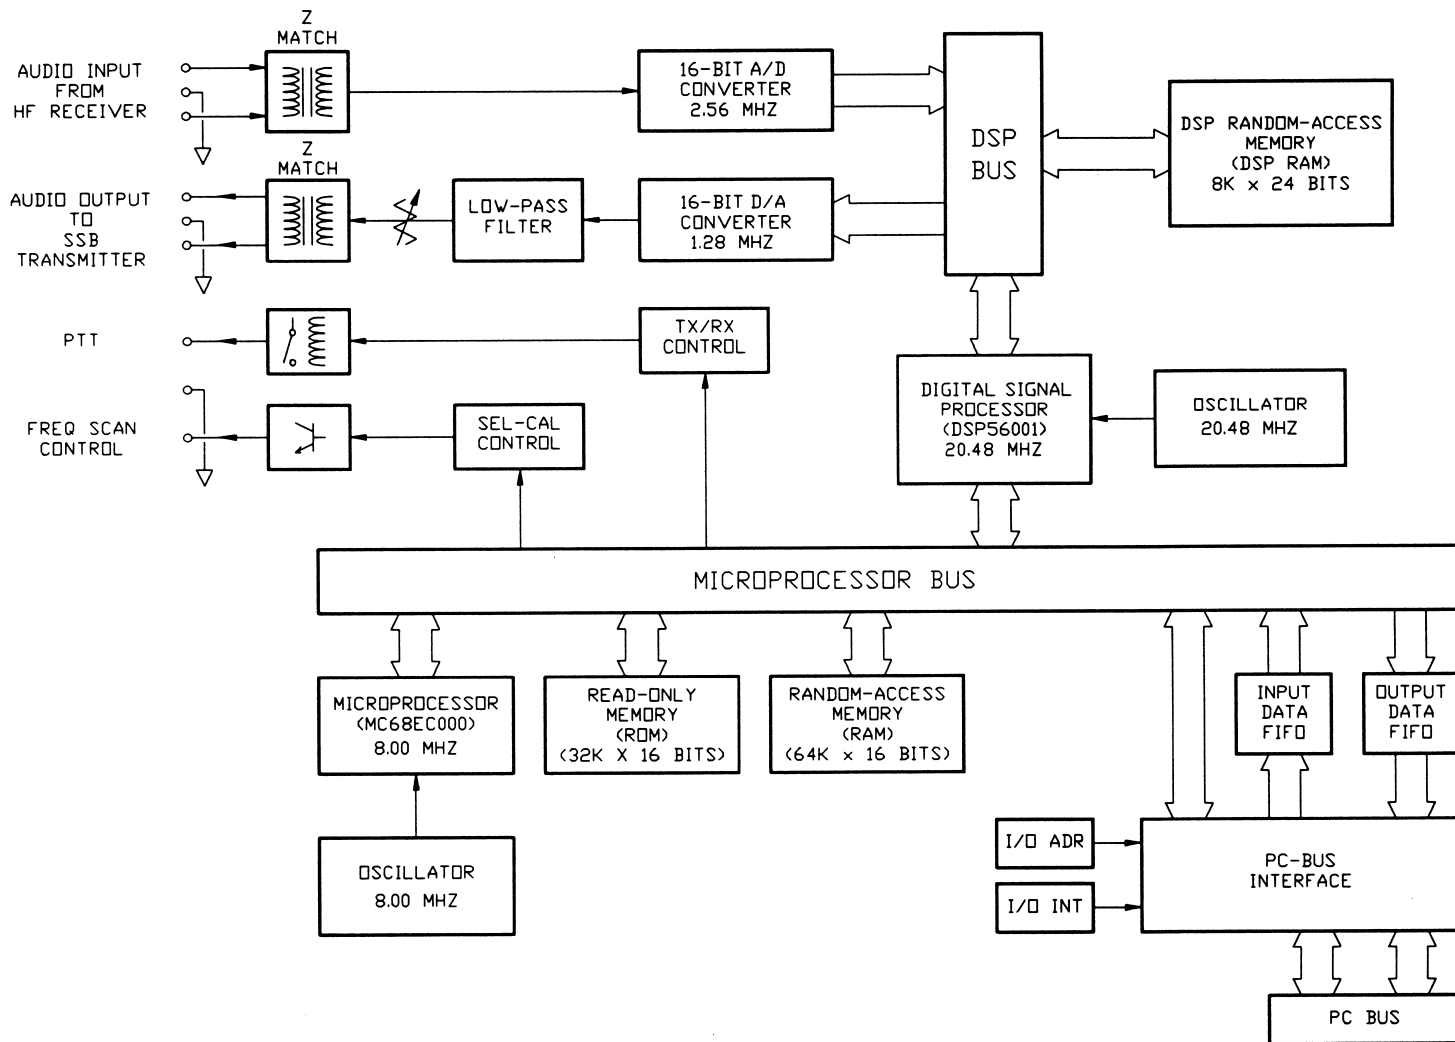 Z
MATCH
AUDIO INPUT
FROM
HF RECEIVER
16-BIT A/D
CONVERTER
2.56 MHZ
DSP
BUS
DSP RANDOM-ACCESS
MEMORY
(DSP RAM)
8K x 24 BITS
Z
MATCH
AUDIO OUTPUT
TO
SSB
TRANSMITTER
LOW-PASS
FILTER
16-BIT D/A
CONVERTER
1.28 MHZ
PTT
TX/RX
CONTROL
FREQ SCAN
CONTROL
SEL-CAL
CONTROL
DIGITAL SIGNAL
PROCESSOR
(DSP56001)
20.48 MHZ
OSCILLATOR
20.48 MHZ
MICROPROCESSOR BUS
MICROPROCESSOR
(MC68EC000)
8.00 MHZ
READ-ONLY
MEMORY
(ROM)
(32K X 16 BITS)
RANDOM-ACCESS
MEMORY
(RAM)
(64K x 16 BITS)
INPUT
DATA
FIFO
OUTPUT
DATA
FIFO
OSCILLATOR
8.00 MHZ
I/O ADR
I/O INT
PC-BUS
INTERFACE
PC BUS